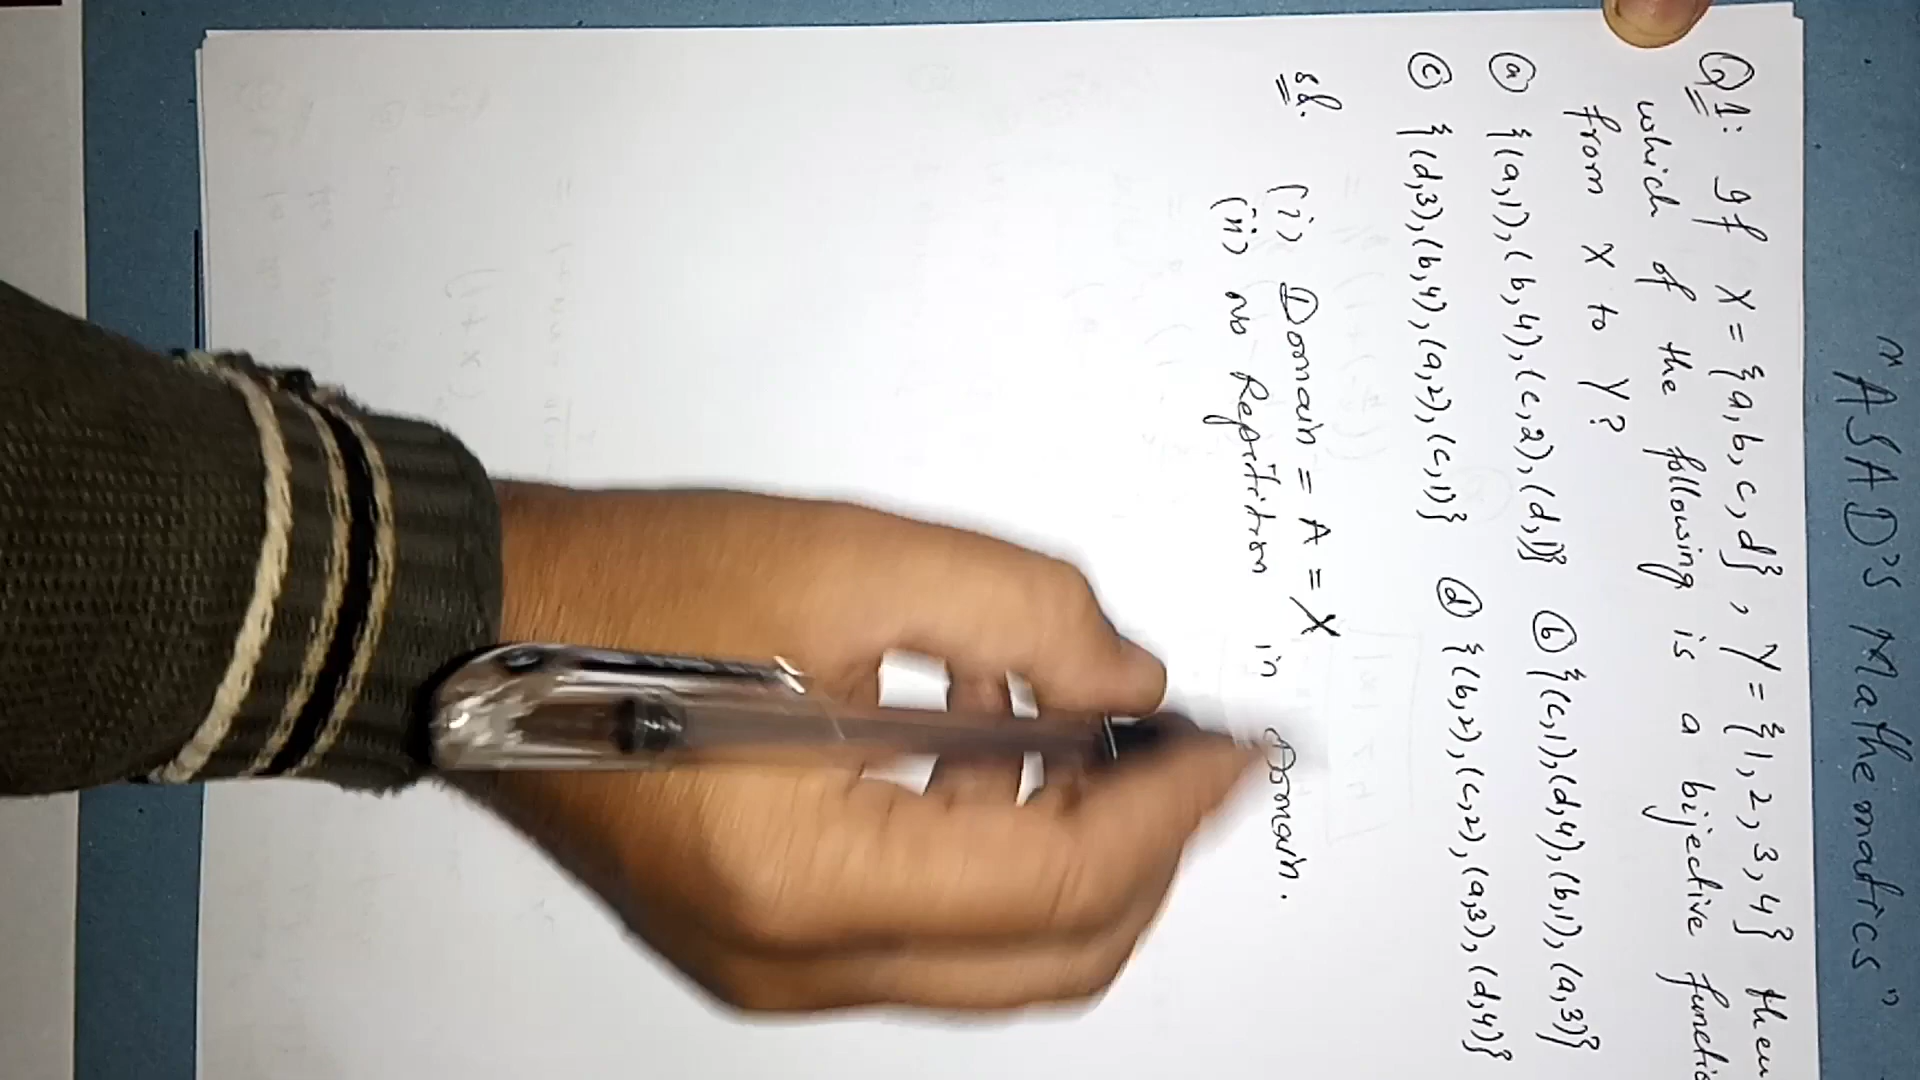 "ASAD's Mathematics"
Q1: If X = {a,b,c,d}, Y = {1,2,3,4} then
which of the following is a bijective functio
from X to Y?
(a) {(a,1),(b,4),(c,2),(d,1)} (b) {(c,1),(d,4),(b,1),(a,3)}
(c) {(d,3),(b,4),(a,2),(c,1)} (d) {(b,2),(c,2),(a,3),(d,4)}
Sol. (i) Domain = A = X
(ii) no Repetition in Domain.